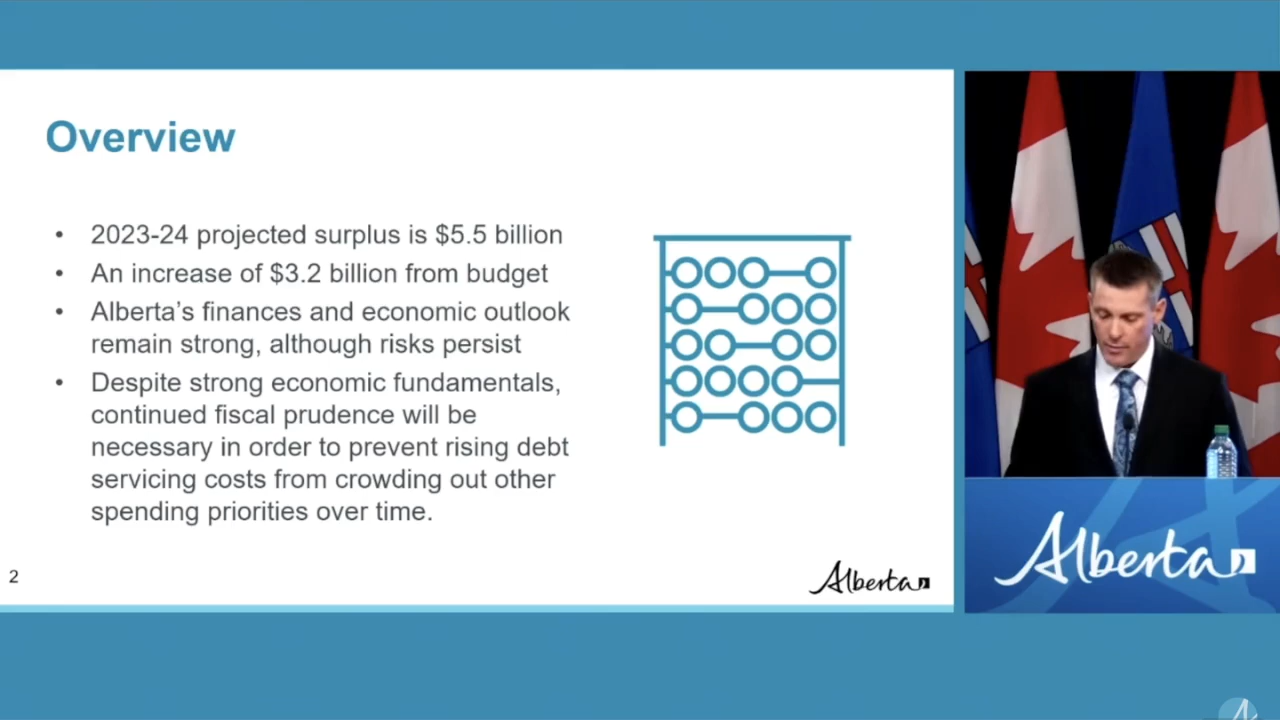 Overview
• 2023-24 projected surplus is $5.5 billion
• An increase of $3.2 billion from budget
• Alberta’s finances and economic outlook
remain strong, although risks persist
• Despite strong economic fundamentals,
continued fiscal prudence will be
necessary in order to prevent rising debt
servicing costs from crowding out other
spending priorities over time.
2
Alberta
Alberta